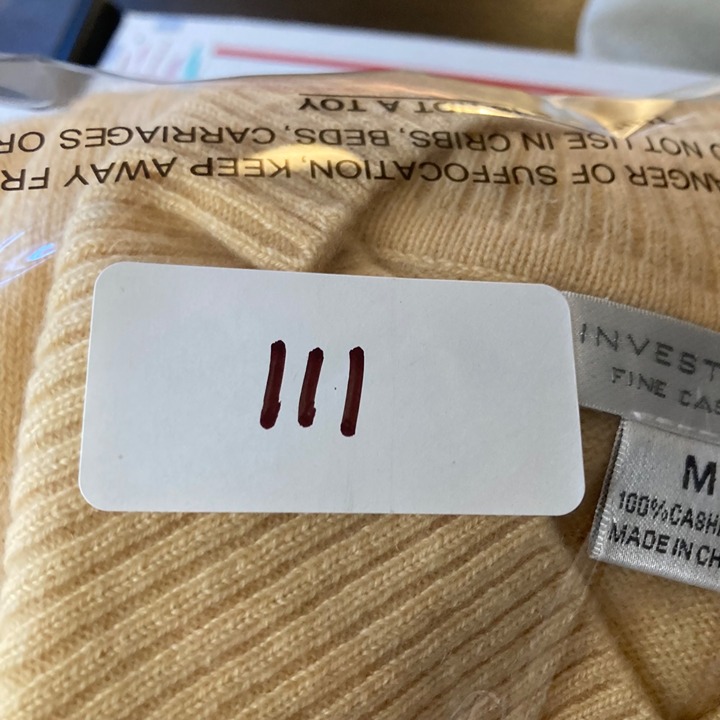 NOT A TOY
DO NOT USE IN CRIBS, BEDS, CARRIAGES OR
DANGER OF SUFFOCATION, KEEP AWAY FR
111
INVEST
FINE CAS
M
100%CASH
MADE IN CH